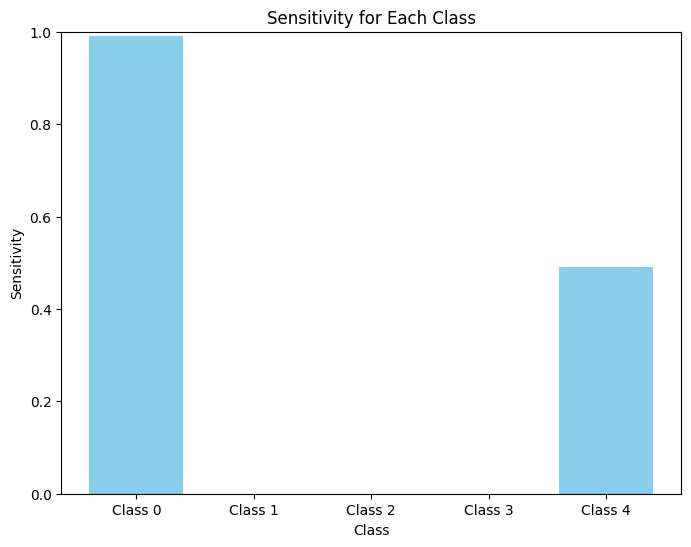 Sensitivity for Each Class
1.0
0.8
0.6
0.4
0.2
0.0
Sensitivity
Class 0
Class 1
Class 2
Class 3
Class 4
Class